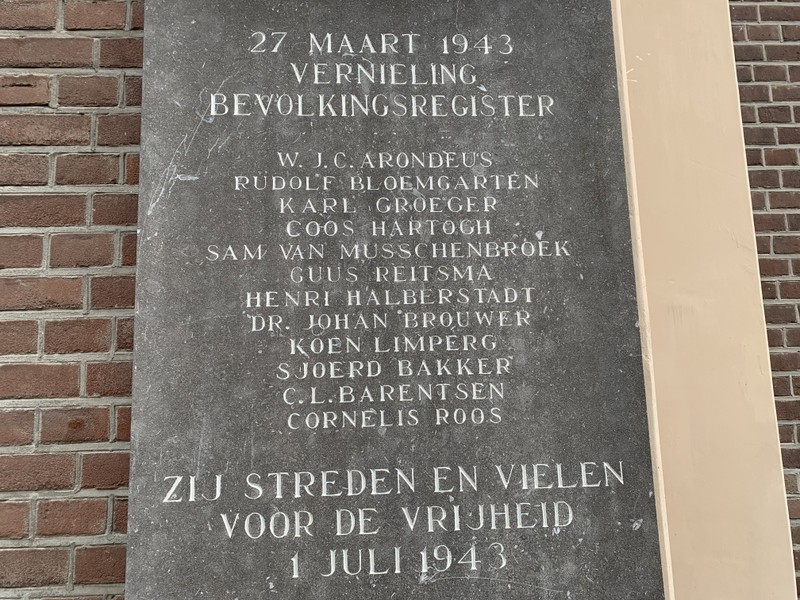 27 MAART 1943
VERNIELING
BEVOLKINGSREGISTER
W. J. C. ARONDEUS
RUDOLF BLOEMGARTEN
KARL GROEGER
COOS HARTOGH
SAM VAN MUSSCHENBROEK
GUUS REITSMA
HENRI HALBERSTADT
DR. JOHAN BROUWER
KOEN LIMPERG
SJOERD BAKKER
C. L. BARENTSEN
CORNELIS ROOS
ZIJ STREDEN EN VIELEN
VOOR DE VRIJHEID
1 JULI 1943